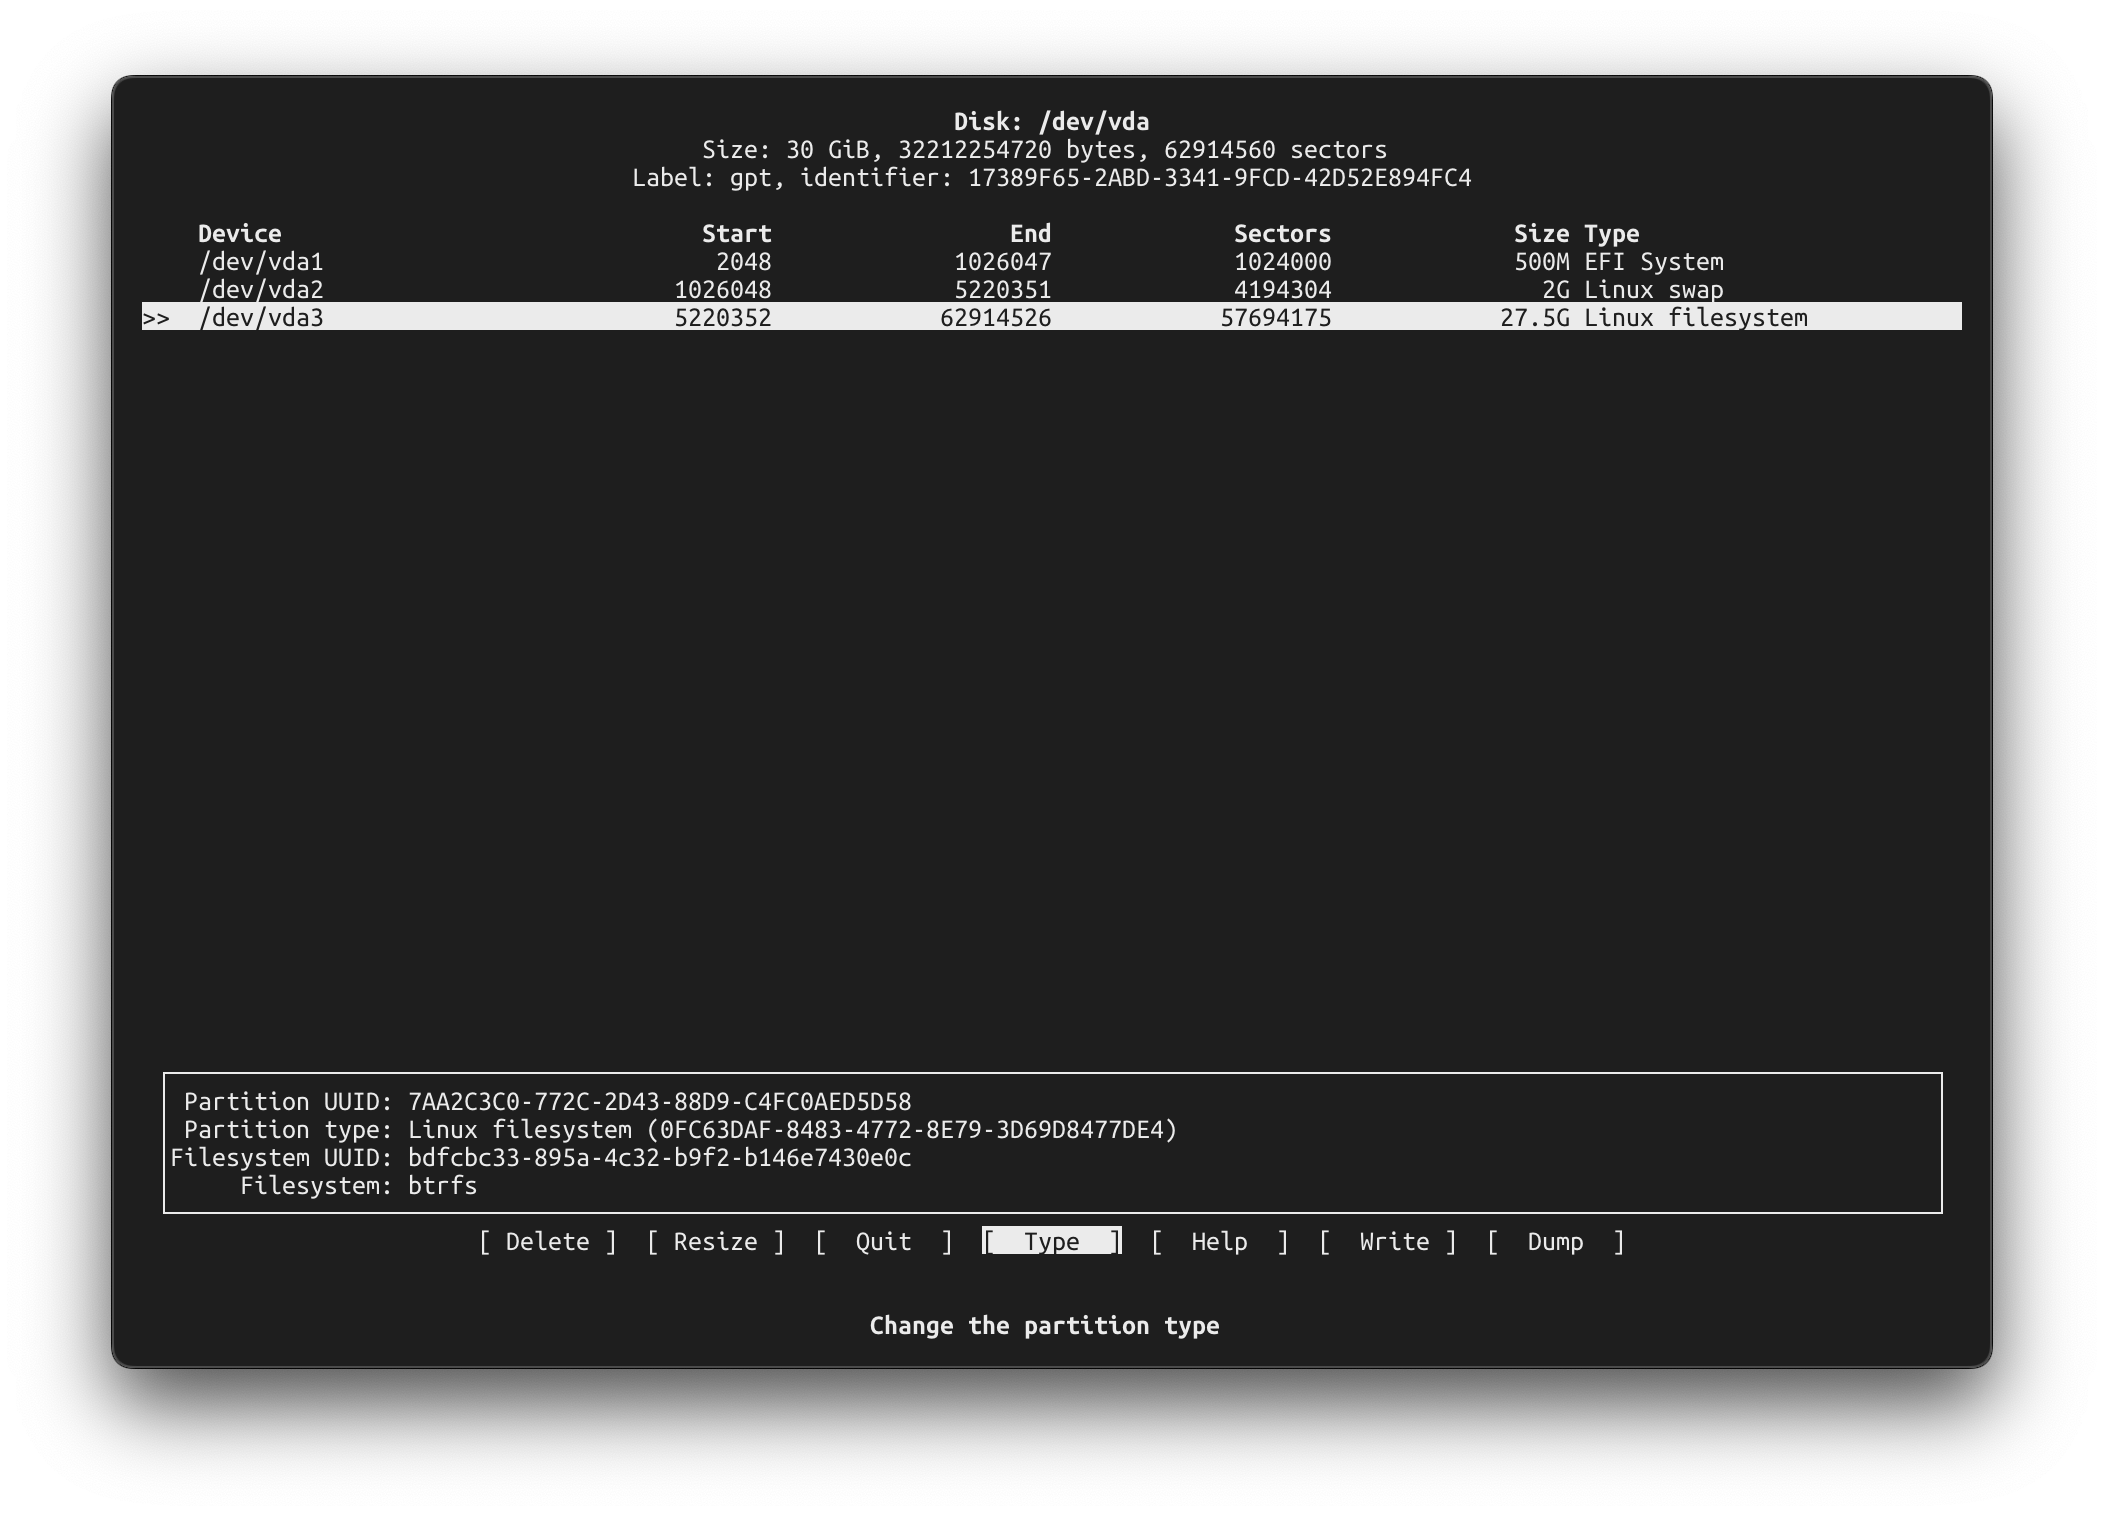 Disk: /dev/vda
Size: 30 GiB, 32212254720 bytes, 62914560 sectors
Label: gpt, identifier: 17389F65-2ABD-3341-9FCD-42D52E894FC4
Device Start End Sectors Size Type
/dev/vda1 2048 1026047 1024000 500M EFI System
/dev/vda2 1026048 5220351 4194304 2G Linux swap
>> /dev/vda3 5220352 62914526 57694175 27.5G Linux filesystem
Partition UUID: 7AA2C3C0-772C-2D43-88D9-C4FC0AED5D58
Partition type: Linux filesystem (0FC63DAF-8483-4772-8E79-3D69D8477DE4)
Filesystem UUID: bdfcbc33-895a-4c32-b9f2-b146e7430e0c
Filesystem: btrfs
[ Delete ] [ Resize ] [ Quit ] [ Type ] [ Help ] [ Write ] [ Dump ]
Change the partition type